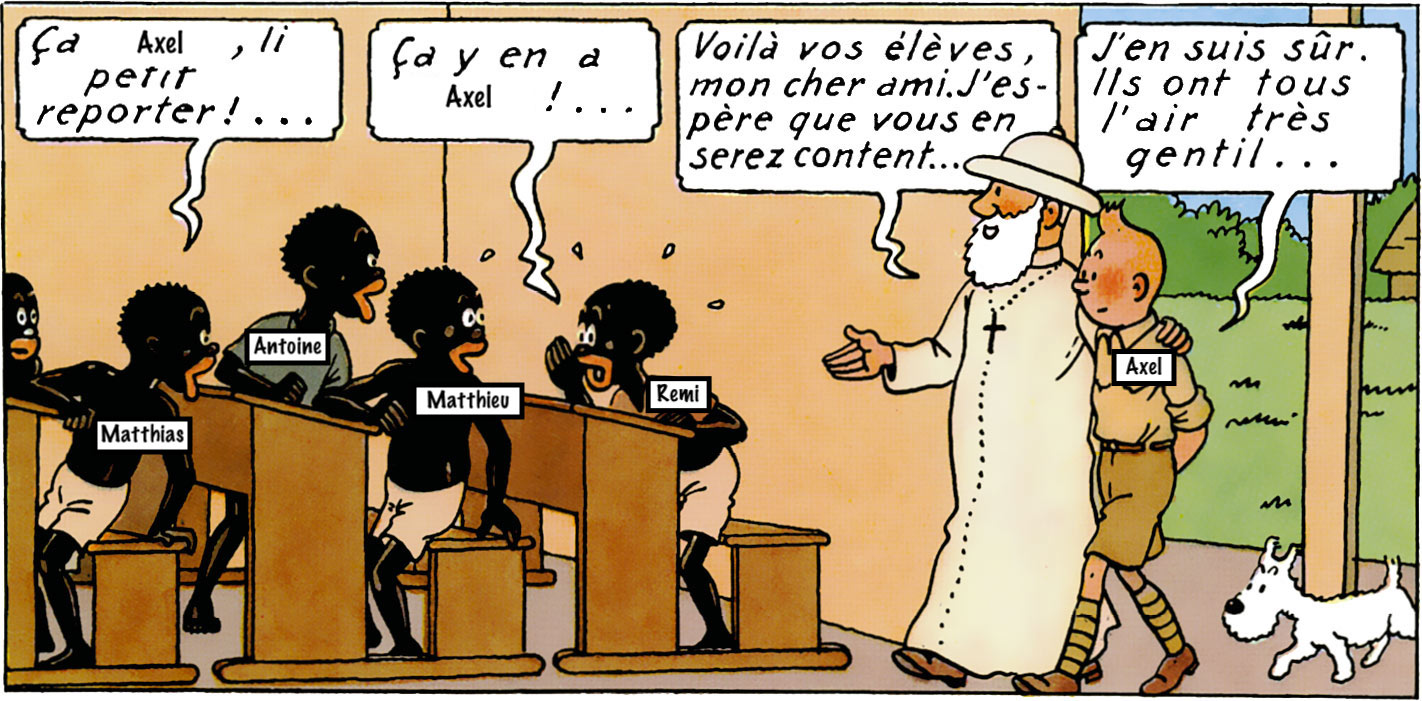 Ça Axel , li
petit
reporter!...
Ça y en a
Axel !...
Voilà vos élèves,
mon cher ami.J'es-
père que vous en
serez content...
J'en suis sûr.
Ils ont tous
l'air très
gentil...
Antoine
Matthias
Matthieu
Remi
Axel